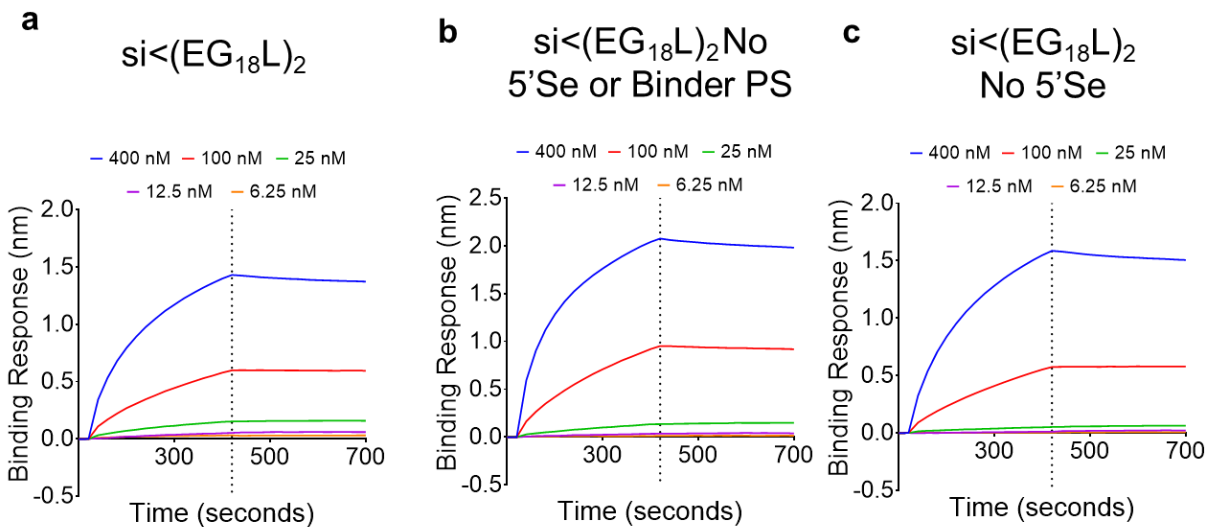 a
si<(EG₁₈L)₂
400 nM 100 nM 25 nM
12.5 nM 6.25 nM
Binding Response (nm)
2.0
1.5
1.0
0.5
0.0
-0.5
300 500 700
Time (seconds)
b
si<(EG₁₈L)₂ No
5'Se or Binder PS
400 nM 100 nM 25 nM
12.5 nM 6.25 nM
Binding Response (nm)
2.5
2.0
1.5
1.0
0.5
0.0
-0.5
300 500 700
Time (seconds)
c
si<(EG₁₈L)₂
No 5'Se
400 nM 100 nM 25 nM
12.5 nM 6.25 nM
Binding Response (nm)
2.0
1.5
1.0
0.5
0.0
-0.5
300 500 700
Time (seconds)